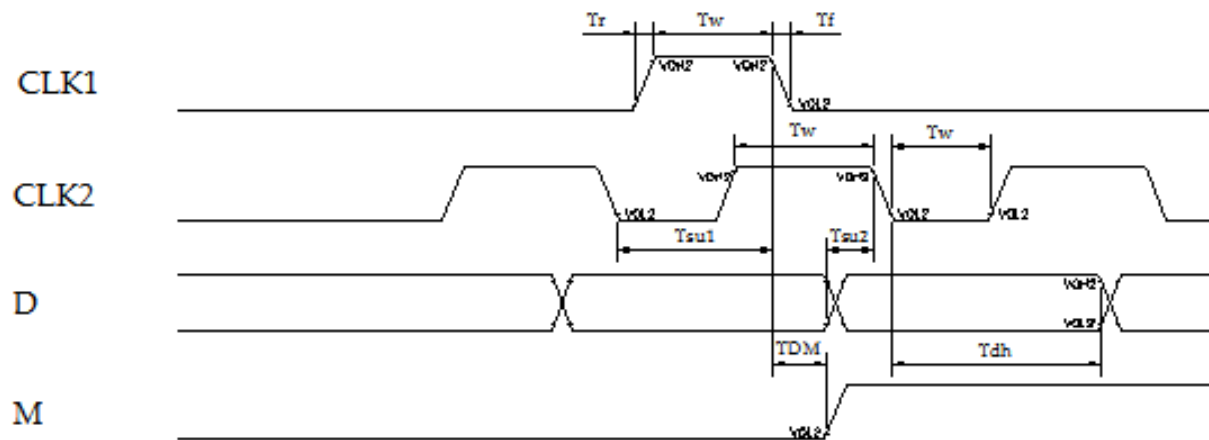 Tr Tw Tf
CLK1
VOH2 VOH2
VOL2
Tw Tw
CLK2
VOH2 VOH2
VOL2 VOL2 VOL2
Tsu1 Tsu2
D
VOH2
VOL2
TDM Tdh
M
VOL2